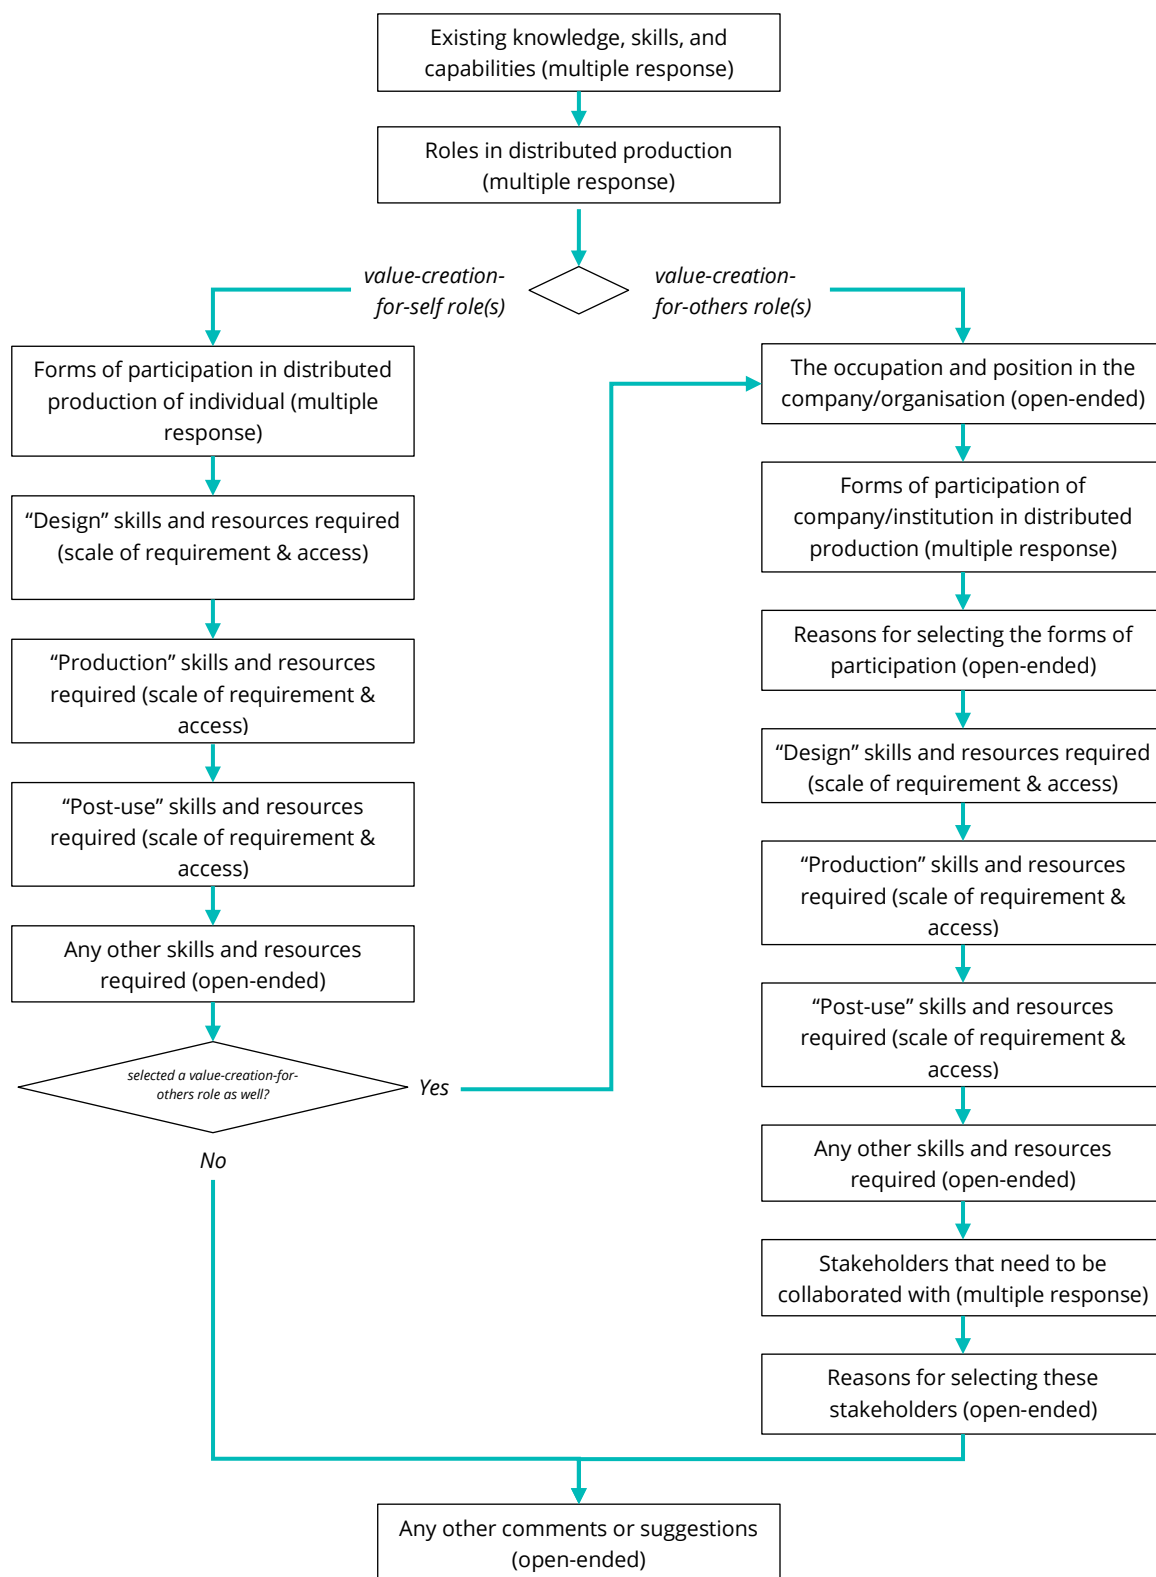 Existing knowledge, skills, and
capabilities (multiple response)
Roles in distributed production
(multiple response)
value-creation-
for-self role(s)
value-creation-
for-others role(s)
Forms of participation in distributed
production of individual (multiple
response)
“Design” skills and resources required
(scale of requirement & access)
“Production” skills and resources
required (scale of requirement &
access)
“Post-use” skills and resources
required (scale of requirement &
access)
Any other skills and resources
required (open-ended)
selected a value-creation-for-
others role as well?
Yes
No
The occupation and position in the
company/organisation (open-ended)
Forms of participation of
company/institution in distributed
production (multiple response)
Reasons for selecting the forms of
participation (open-ended)
“Design” skills and resources required
(scale of requirement & access)
“Production” skills and resources
required (scale of requirement &
access)
“Post-use” skills and resources
required (scale of requirement &
access)
Any other skills and resources
required (open-ended)
Stakeholders that need to be
collaborated with (multiple response)
Reasons for selecting these
stakeholders (open-ended)
Any other comments or suggestions
(open-ended)